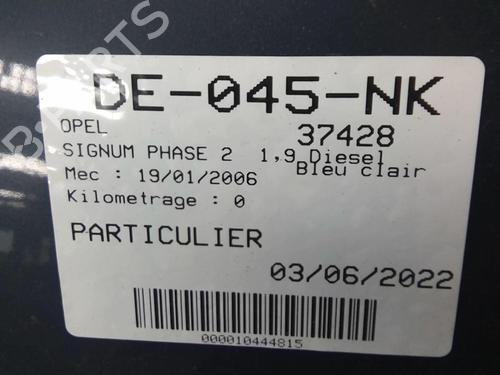 DE-045-NK
OPEL 37428
SIGNUM PHASE 2 1,9 Diesel
Mec : 19/01/2006 Bleu clair
Kilometrage : 0
PARTICULIER
03/06/2022
000010444815
B-PARTS